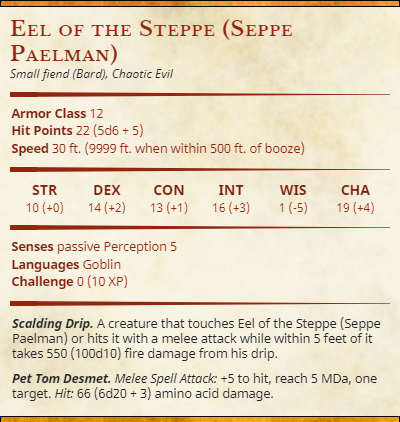 Eel of the Steppe (Seppe
Paelman)
Small fiend (Bard), Chaotic Evil
Armor Class 12
Hit Points 22 (5d6 + 5)
Speed 30 ft. (9999 ft. when within 500 ft. of booze)
STR DEX CON INT WIS CHA
10 (+0) 14 (+2) 13 (+1) 16 (+3) 1 (-5) 19 (+4)
Senses passive Perception 5
Languages Goblin
Challenge 0 (10 XP)
Scalding Drip. A creature that touches Eel of the Steppe (Seppe
Paelman) or hits it with a melee attack while within 5 feet of it
takes 550 (100d10) fire damage from his drip.
Pet Tom Desmet. Melee Spell Attack: +5 to hit, reach 5 MDa, one
target. Hit: 66 (6d20 + 3) amino acid damage.